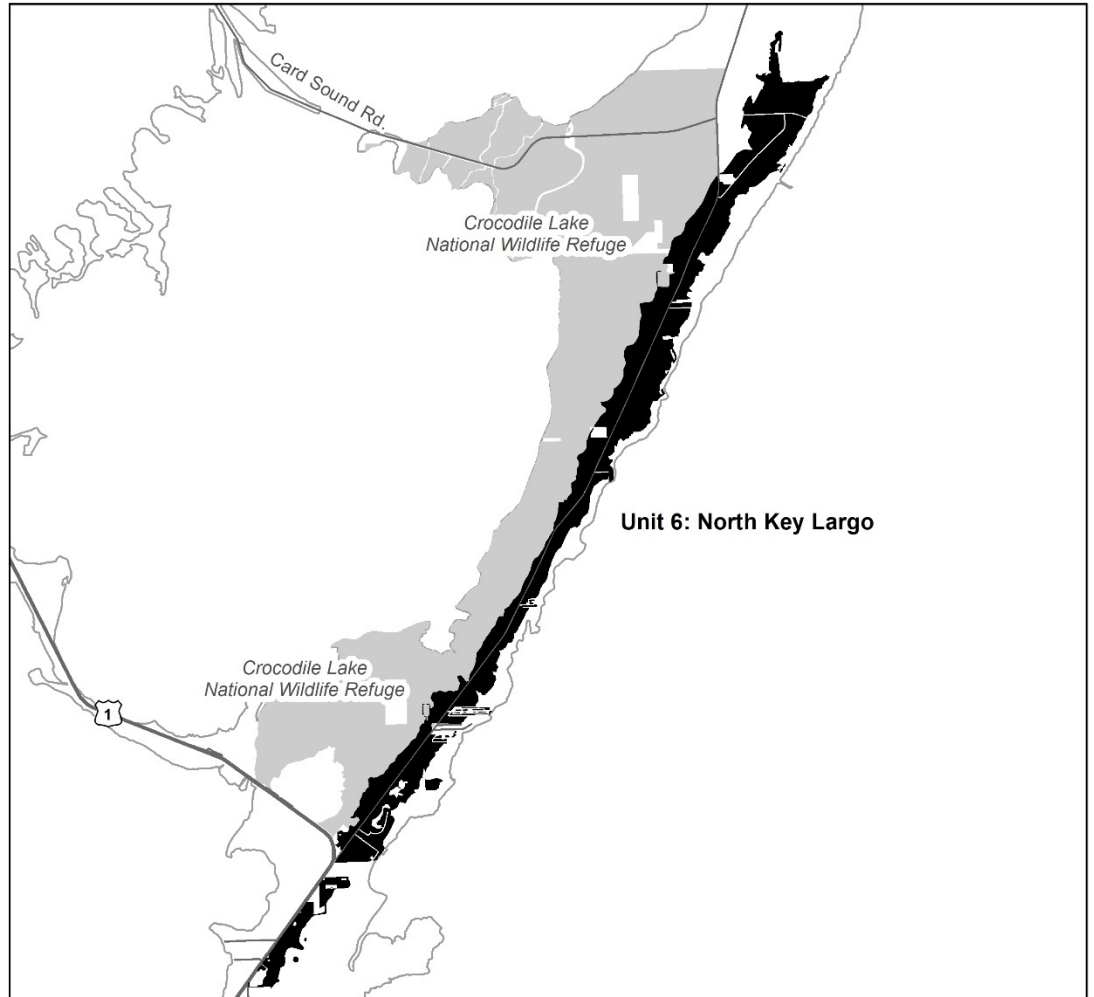 Card Sound Rd.
Crocodile Lake
National Wildlife Refuge
Unit 6: North Key Largo
Crocodile Lake
National Wildlife Refuge
1